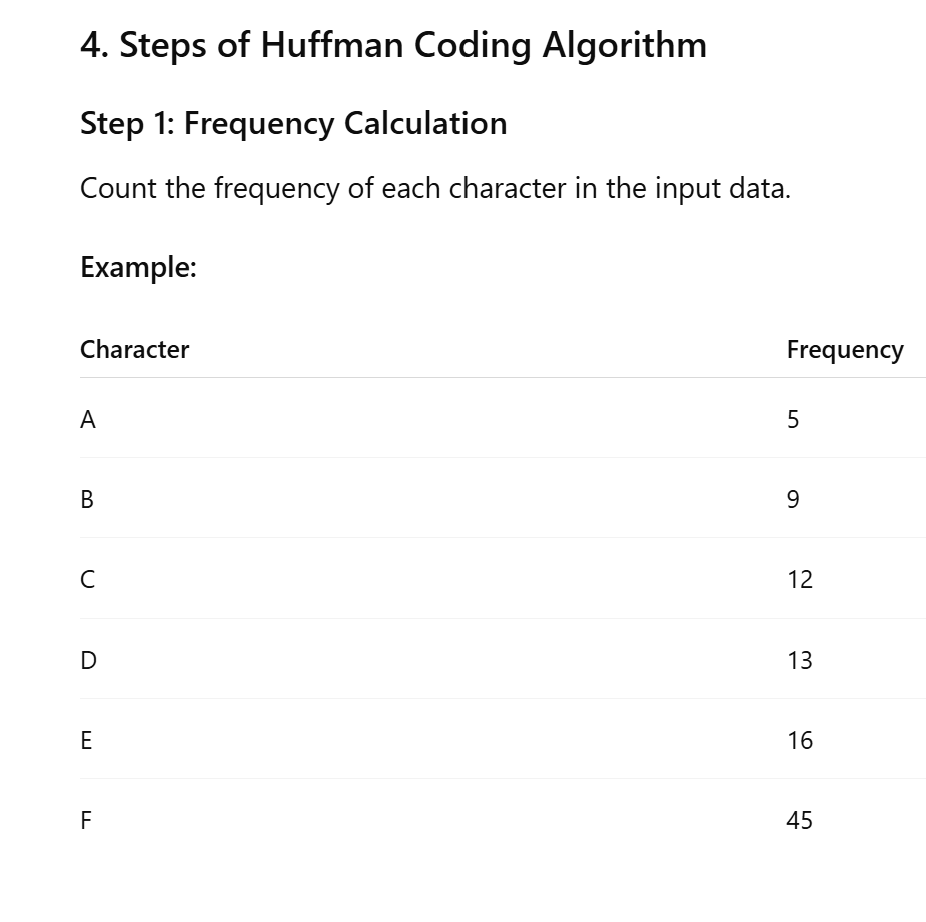 4. Steps of Huffman Coding Algorithm
Step 1: Frequency Calculation
Count the frequency of each character in the input data.
Example:
Character Frequency
A 5
B 9
C 12
D 13
E 16
F 45